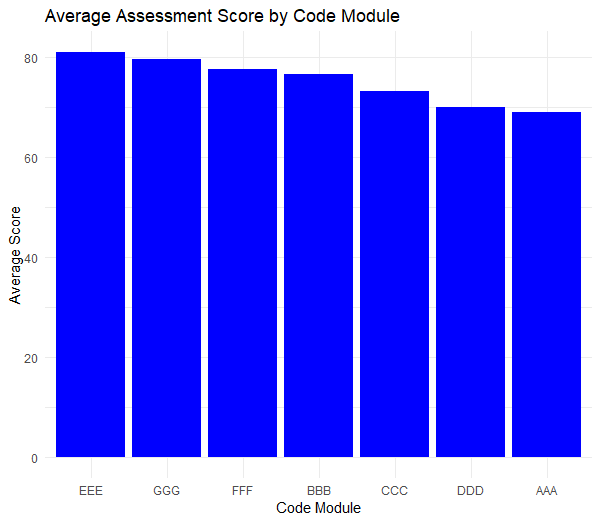 Average Assessment Score by Code Module
Average Score
80
60
40
20
0
EEE GGG FFF BBB CCC DDD AAA
Code Module